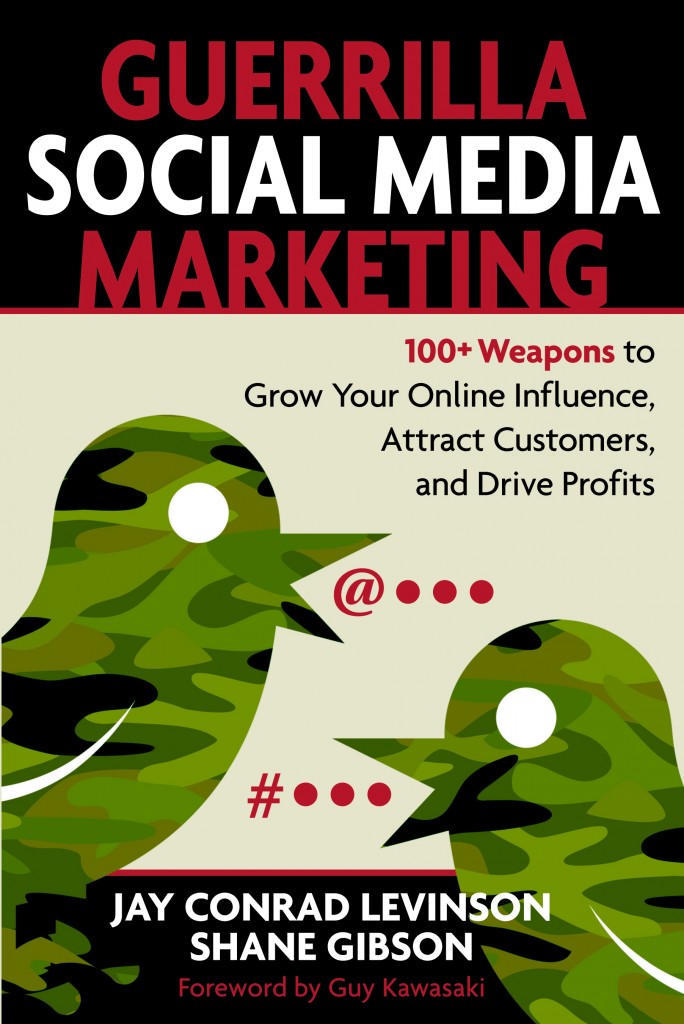 GUERRILLA
SOCIAL MEDIA
MARKETING
100+ Weapons to
Grow Your Online Influence,
Attract Customers,
and Drive Profits
@●●●
#●●●
JAY CONRAD LEVINSON
SHANE GIBSON
Foreword by Guy Kawasaki